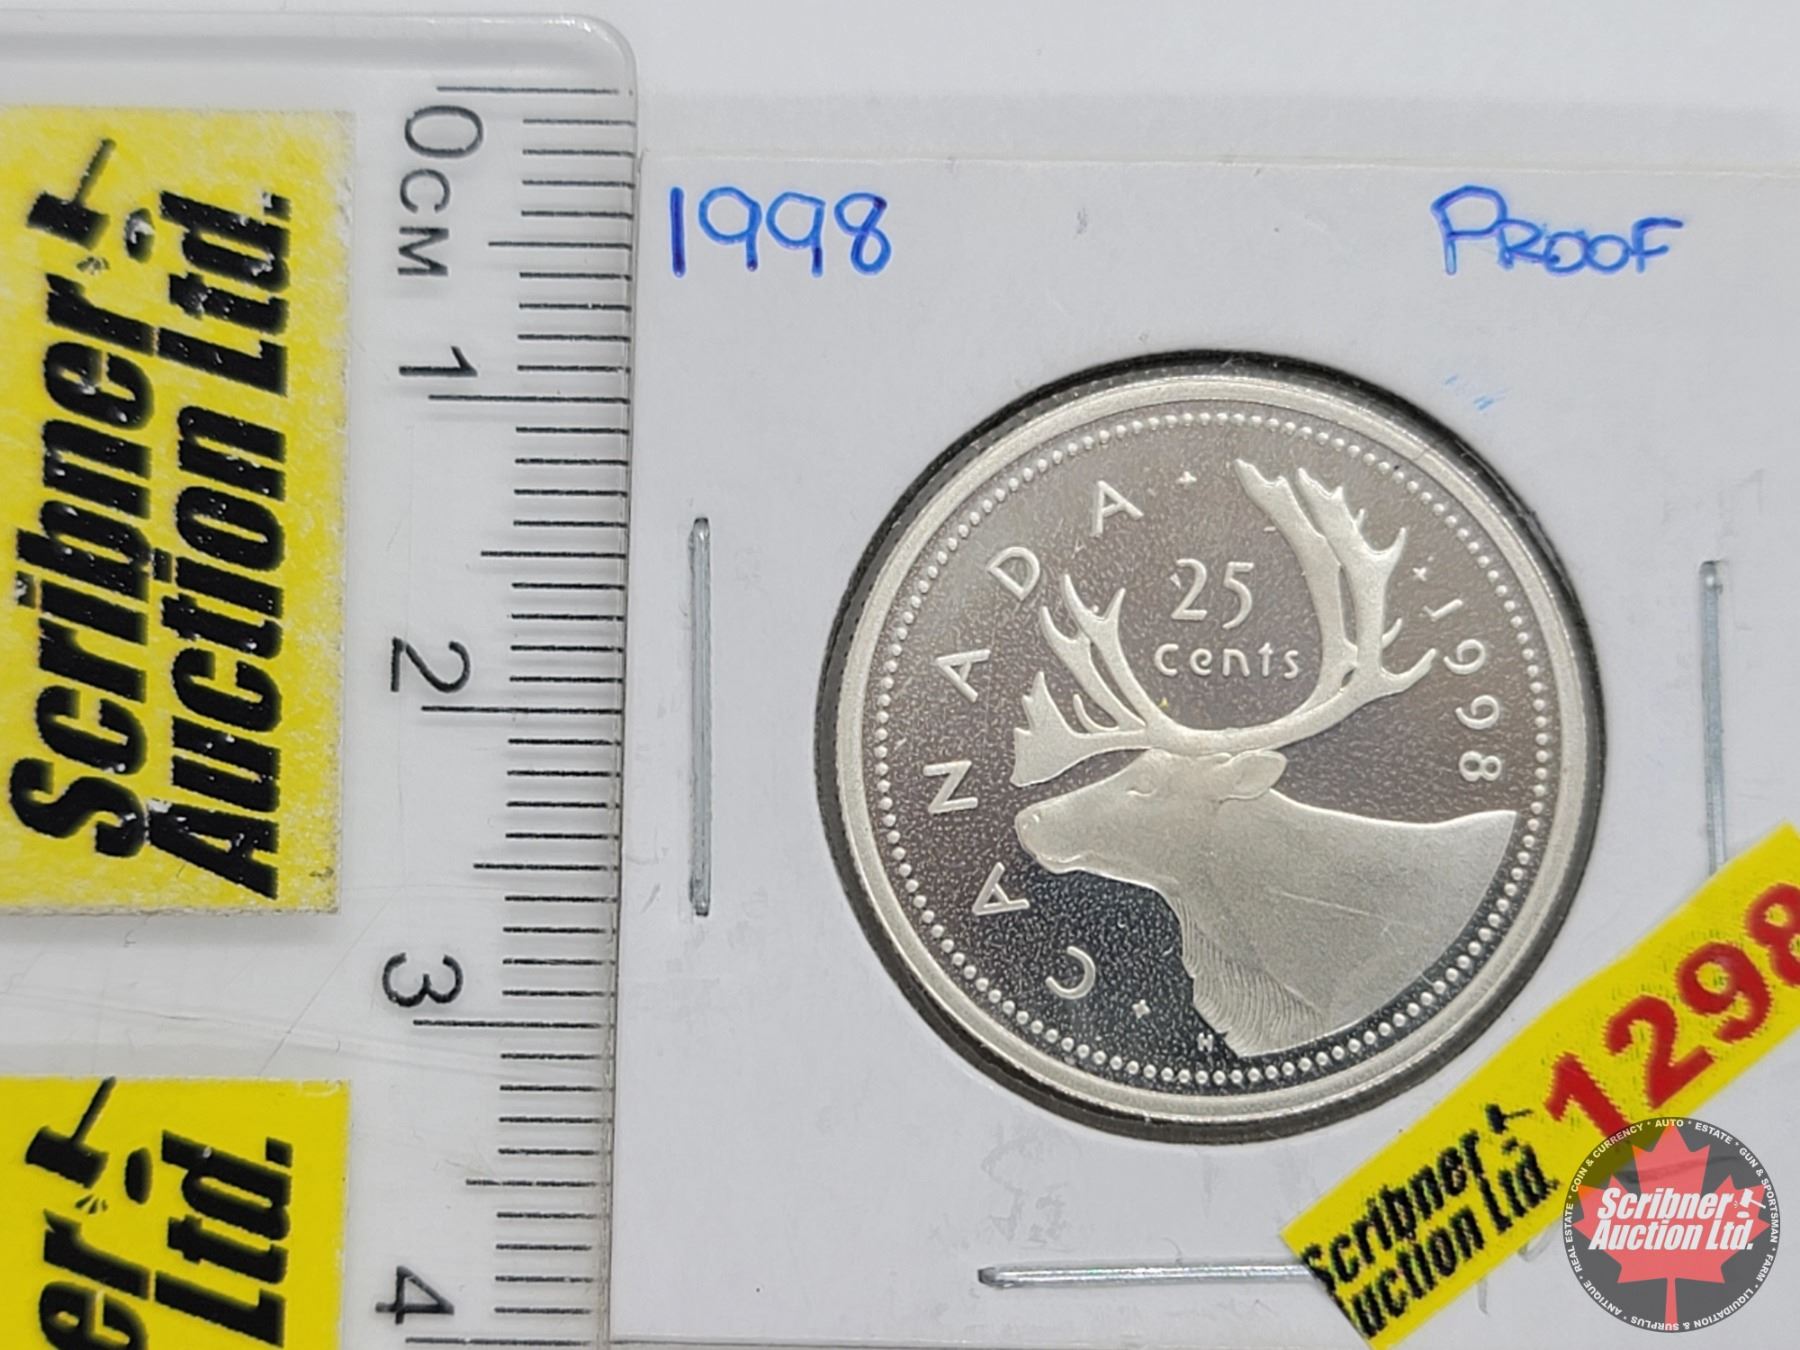 Scribner
Auction Ltd.
0CM
1
2
3
4
er
Ltd.
1998
PROOF
CANADA
25
cents
1998
H
1298
Scribner
Auction Ltd.
COIN & CURRENCY * AUTO * ESTATE * GUN & SPORTSMAN * FARM * LIQUIDATION & SURPLUS * ANTIQUE * REAL ESTATE *
Scribner
Auction Ltd.